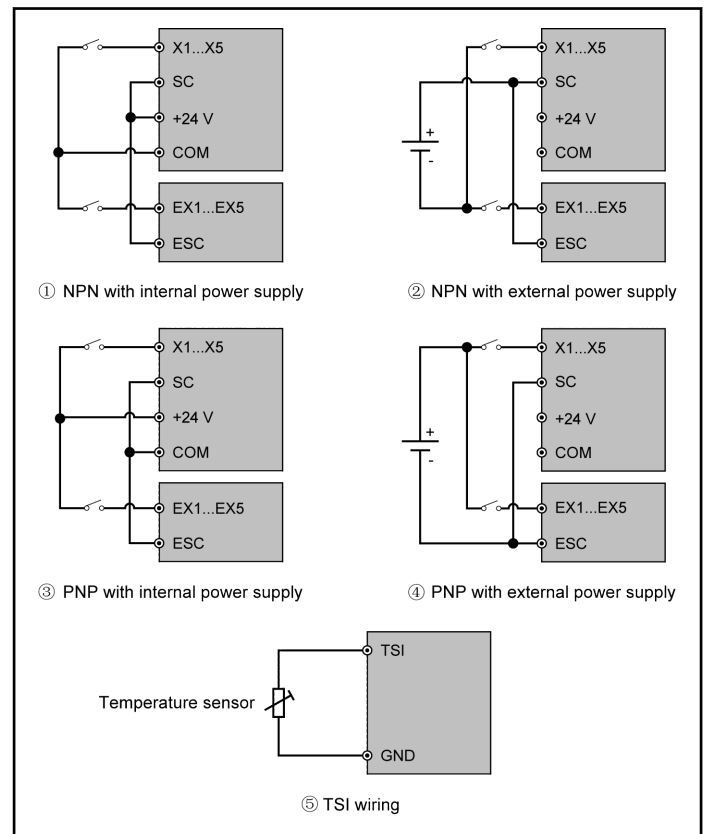 X1...X5
SC
+24 V
COM
EX1...EX5
ESC
① NPN with internal power supply
X1...X5
SC
+24 V
COM
+
-
EX1...EX5
ESC
② NPN with external power supply
X1...X5
SC
+24 V
COM
EX1...EX5
ESC
③ PNP with internal power supply
X1...X5
SC
+24 V
COM
+
-
EX1...EX5
ESC
④ PNP with external power supply
TSI
Temperature sensor
GND
⑤ TSI wiring